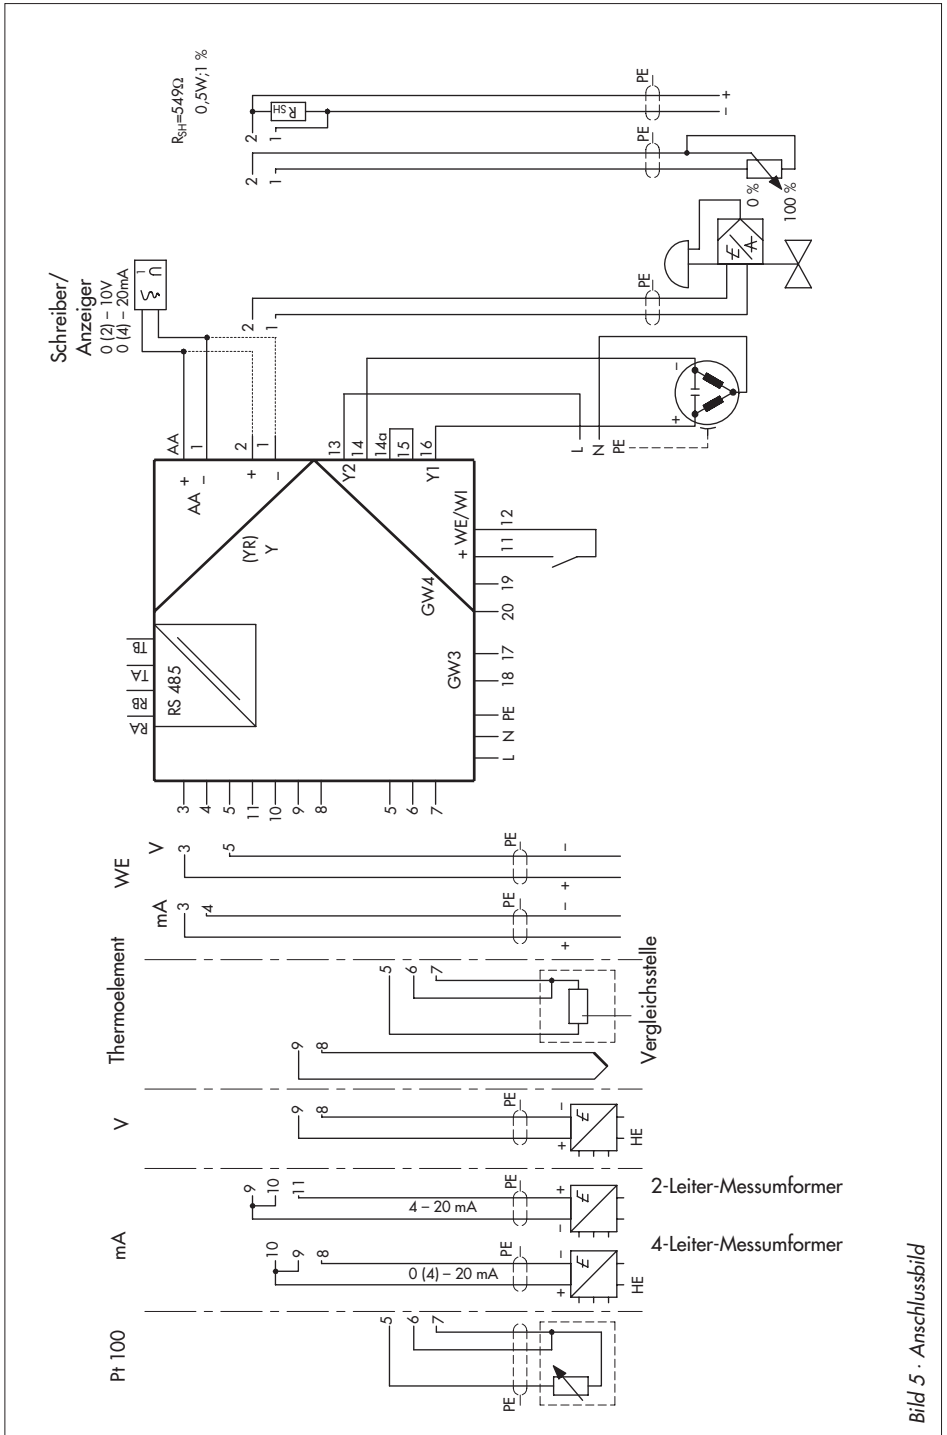 Pt 100
mA
V
Thermoelement
WE
mA
V
Schreiber/
Anzeiger
0 (2) – 10V
0 (4) – 20mA
R_SH=549Ω
0,5W;1 %
5
6
7
PE
10
9
8
0 (4) – 20 mA
PE
+
–
HE
4-Leiter-Messumformer
9
10
11
4 – 20 mA
PE
–
+
2-Leiter-Messumformer
9
8
PE
+
–
HE
9
8
5
6
7
Vergleichsstelle
3
4
PE
+
–
3
5
PE
+
–
3
4
5
11
10
9
8
5
6
7
RA
RB
TA
TB
RS 485
L
N
PE
18
17
GW3
20
19
GW4
11
12
+ WE/WI
(YR)
Y
AA
+
–
+
–
AA
1
2
1
Y2
Y1
13
14
14a
15
16
L
N
PE
+
–
2
1
PE
E/A
2
1
PE
0 %
100 %
2
1
R_SH
PE
+
–
Bild 5 · Anschlussbild